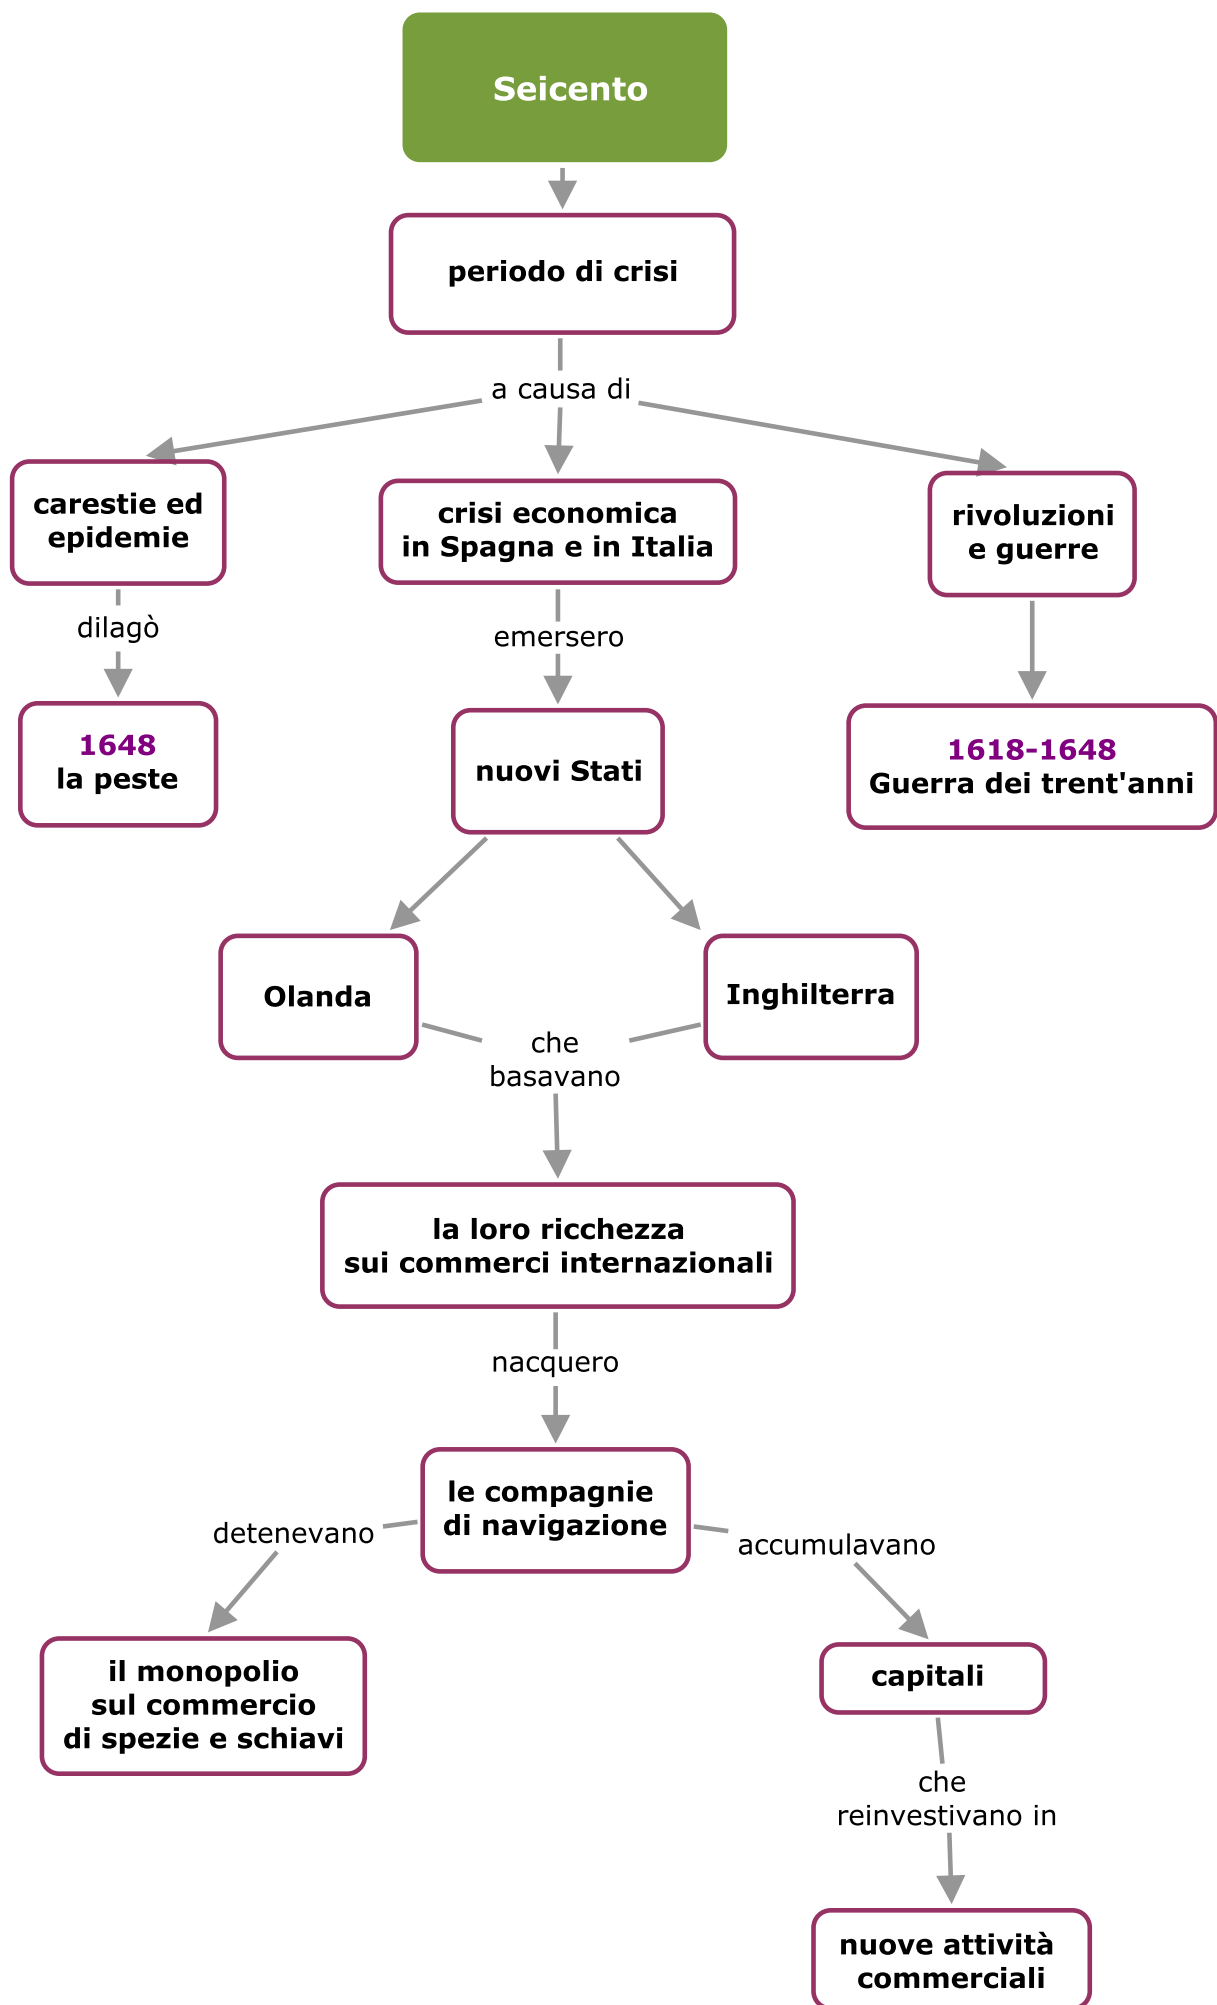 Seicento
periodo di crisi
a causa di
carestie ed
epidemie
crisi economica
in Spagna e in Italia
rivoluzioni
e guerre
dilagò
emersero
1648
la peste
nuovi Stati
1618-1648
Guerra dei trent'anni
Olanda
Inghilterra
che
basavano
la loro ricchezza
sui commerci internazionali
nacquero
le compagnie
di navigazione
detenevano
accumulavano
il monopolio
sul commercio
di spezie e schiavi
capitali
che
reinvestivano in
nuove attività
commerciali